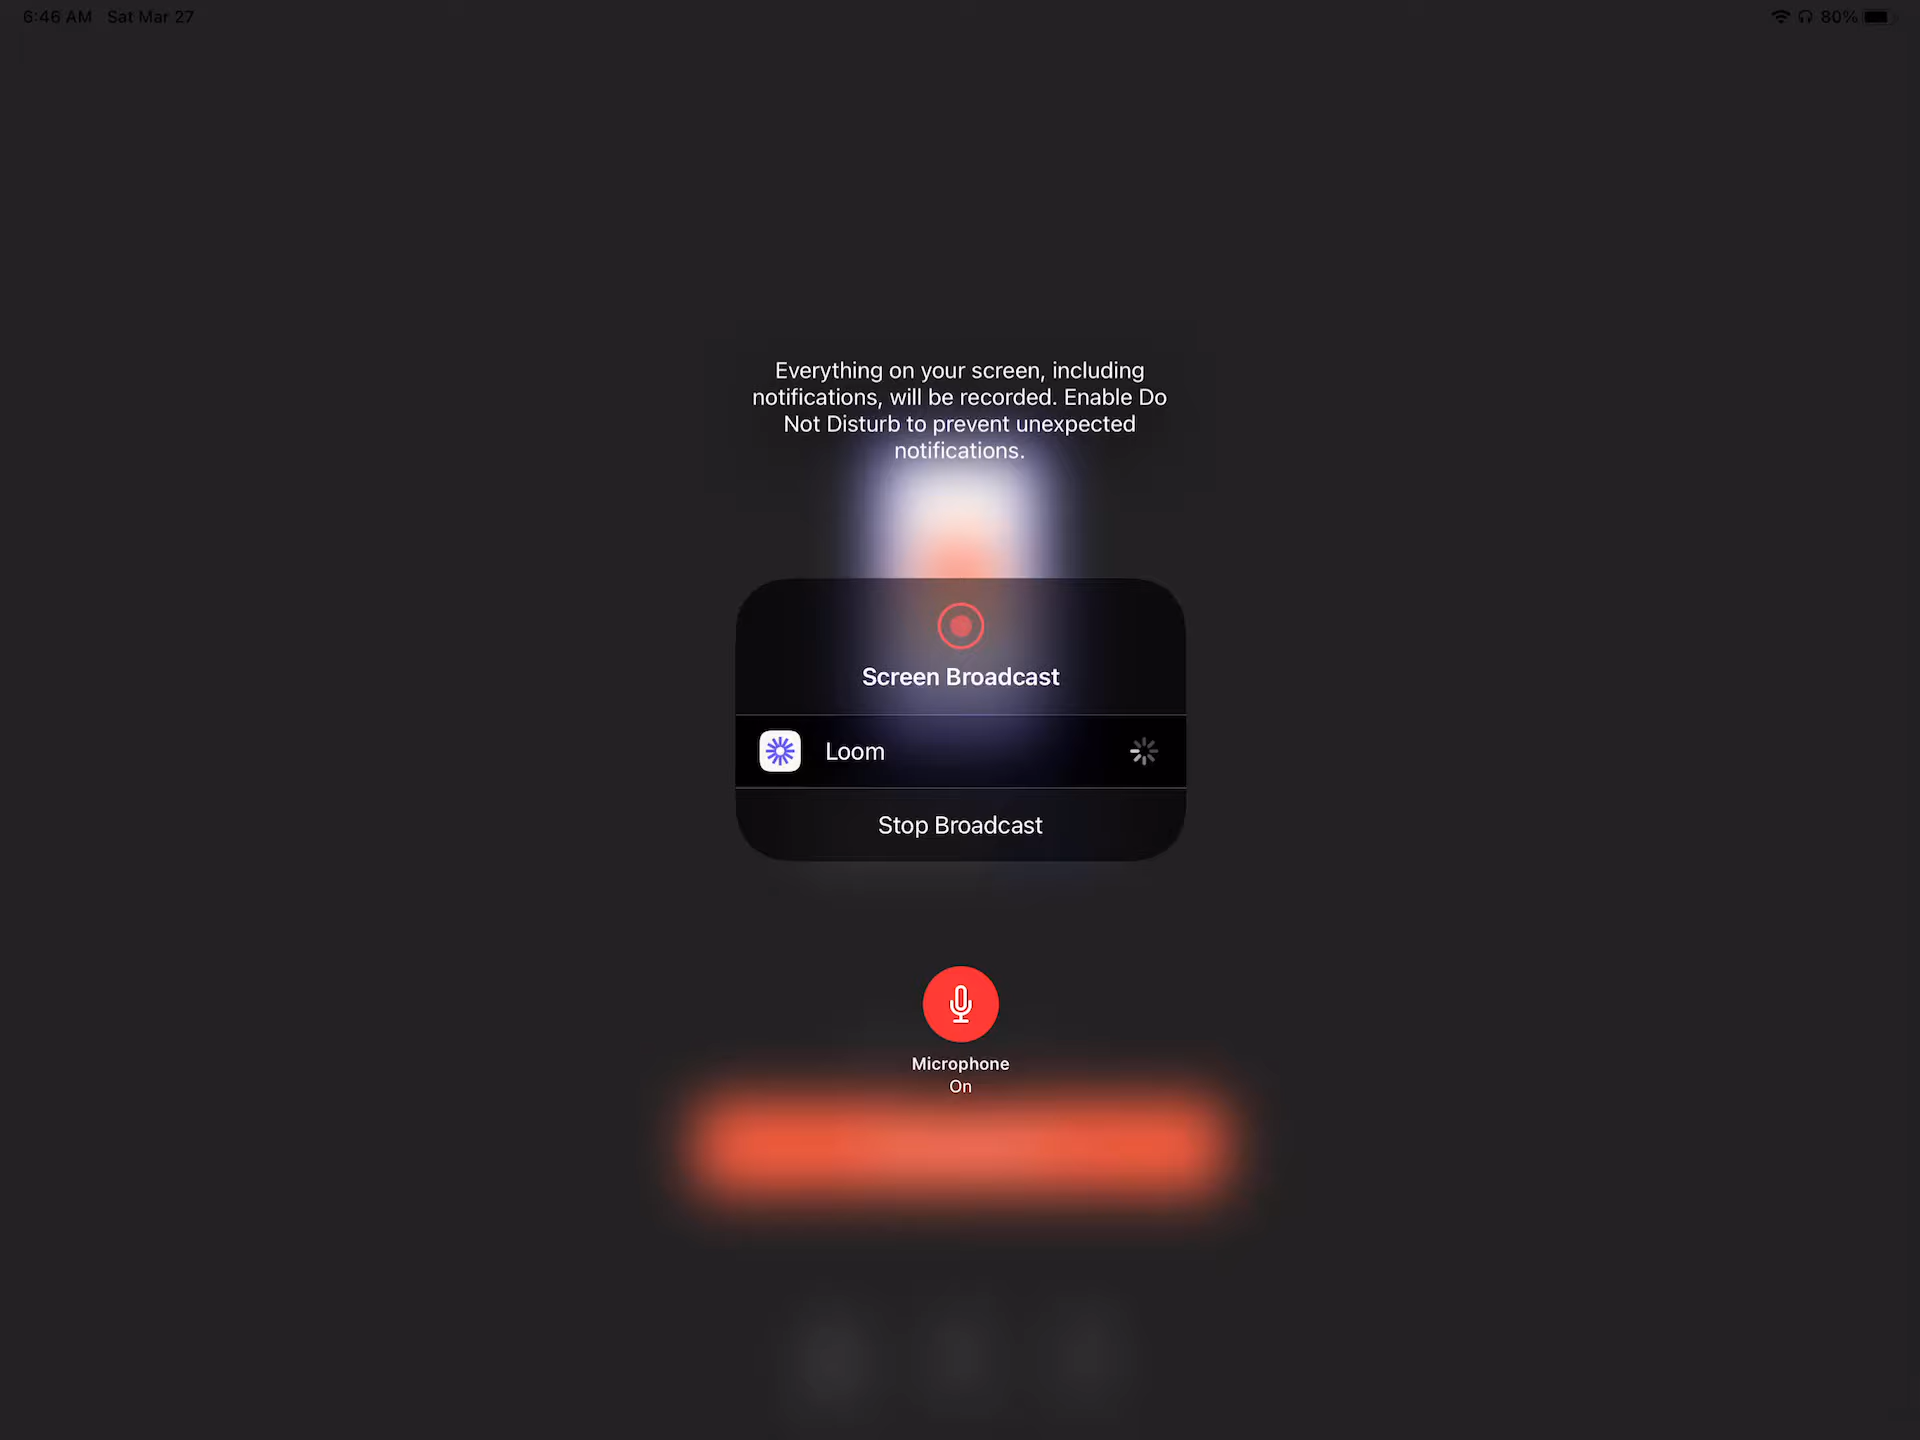 6:46 AM Sat Mar 27
80%
Everything on your screen, including
notifications, will be recorded. Enable Do
Not Disturb to prevent unexpected
notifications.
Screen Broadcast
Loom
Stop Broadcast
Microphone
On